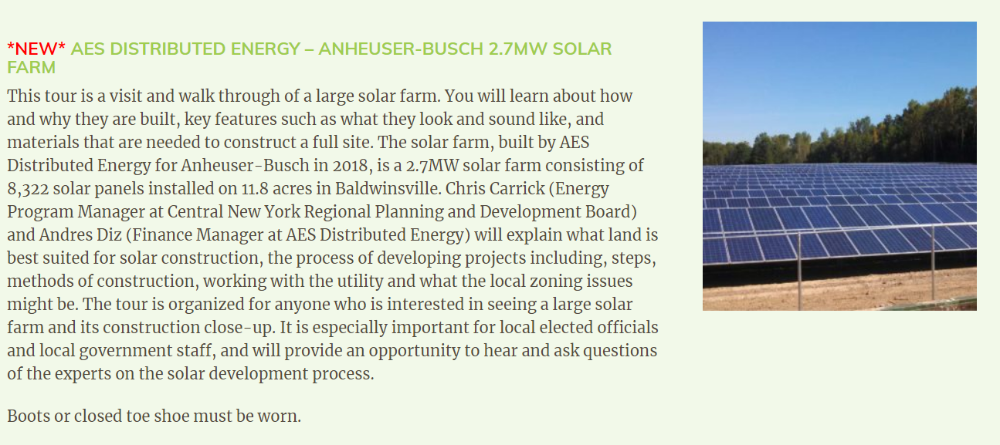 *NEW* AES DISTRIBUTED ENERGY – ANHEUSER-BUSCH 2.7MW SOLAR
FARM
This tour is a visit and walk through of a large solar farm. You will learn about how
and why they are built, key features such as what they look and sound like, and
materials that are needed to construct a full site. The solar farm, built by AES
Distributed Energy for Anheuser-Busch in 2018, is a 2.7MW solar farm consisting of
8,322 solar panels installed on 11.8 acres in Baldwinsville. Chris Carrick (Energy
Program Manager at Central New York Regional Planning and Development Board)
and Andres Diz (Finance Manager at AES Distributed Energy) will explain what land is
best suited for solar construction, the process of developing projects including, steps,
methods of construction, working with the utility and what the local zoning issues
might be. The tour is organized for anyone who is interested in seeing a large solar
farm and its construction close-up. It is especially important for local elected officials
and local government staff, and will provide an opportunity to hear and ask questions
of the experts on the solar development process.
Boots or closed toe shoe must be worn.